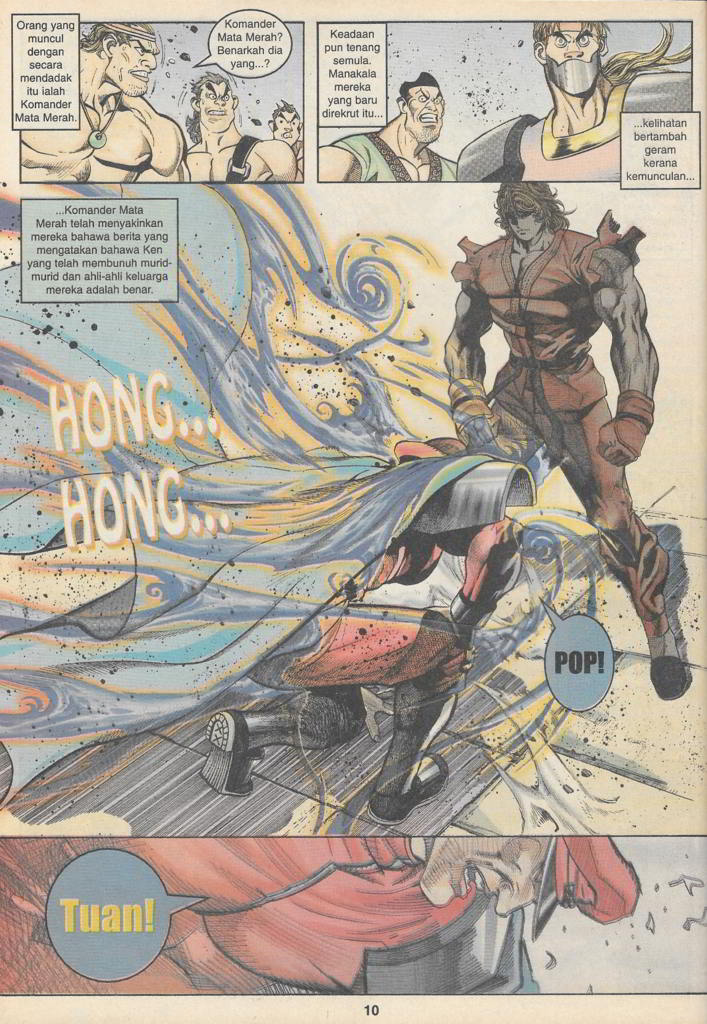 Orang yang
muncul
dengan
secara
mendadak
itu ialah
Komander
Mata Merah.
Komander
Mata Merah?
Benarkah dia
yang...?
Keadaan
pun tenang
semula.
Manakala
mereka
yang baru
direkrut itu...
...kelihatan
bertambah
geram
kerana
kemunculan...
...Komander Mata
Merah telah menyakinkan
mereka bahawa berita yang
mengatakan bahawa Ken
yang telah membunuh murid-
murid dan ahli-ahli keluarga
mereka adalah benar.
HONG...
HONG...
POP!
Tuan!
10